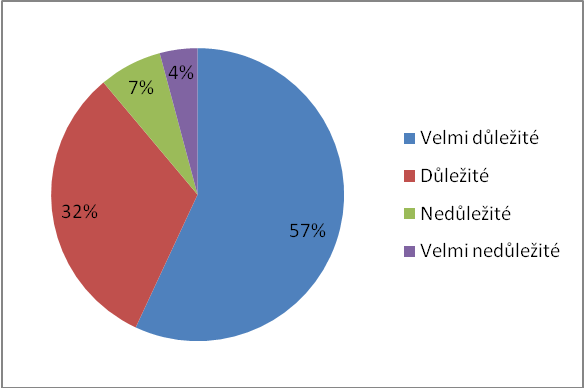 4%
7%
32%
57%
Velmi důležité
Důležité
Nedůležité
Velmi nedůležité